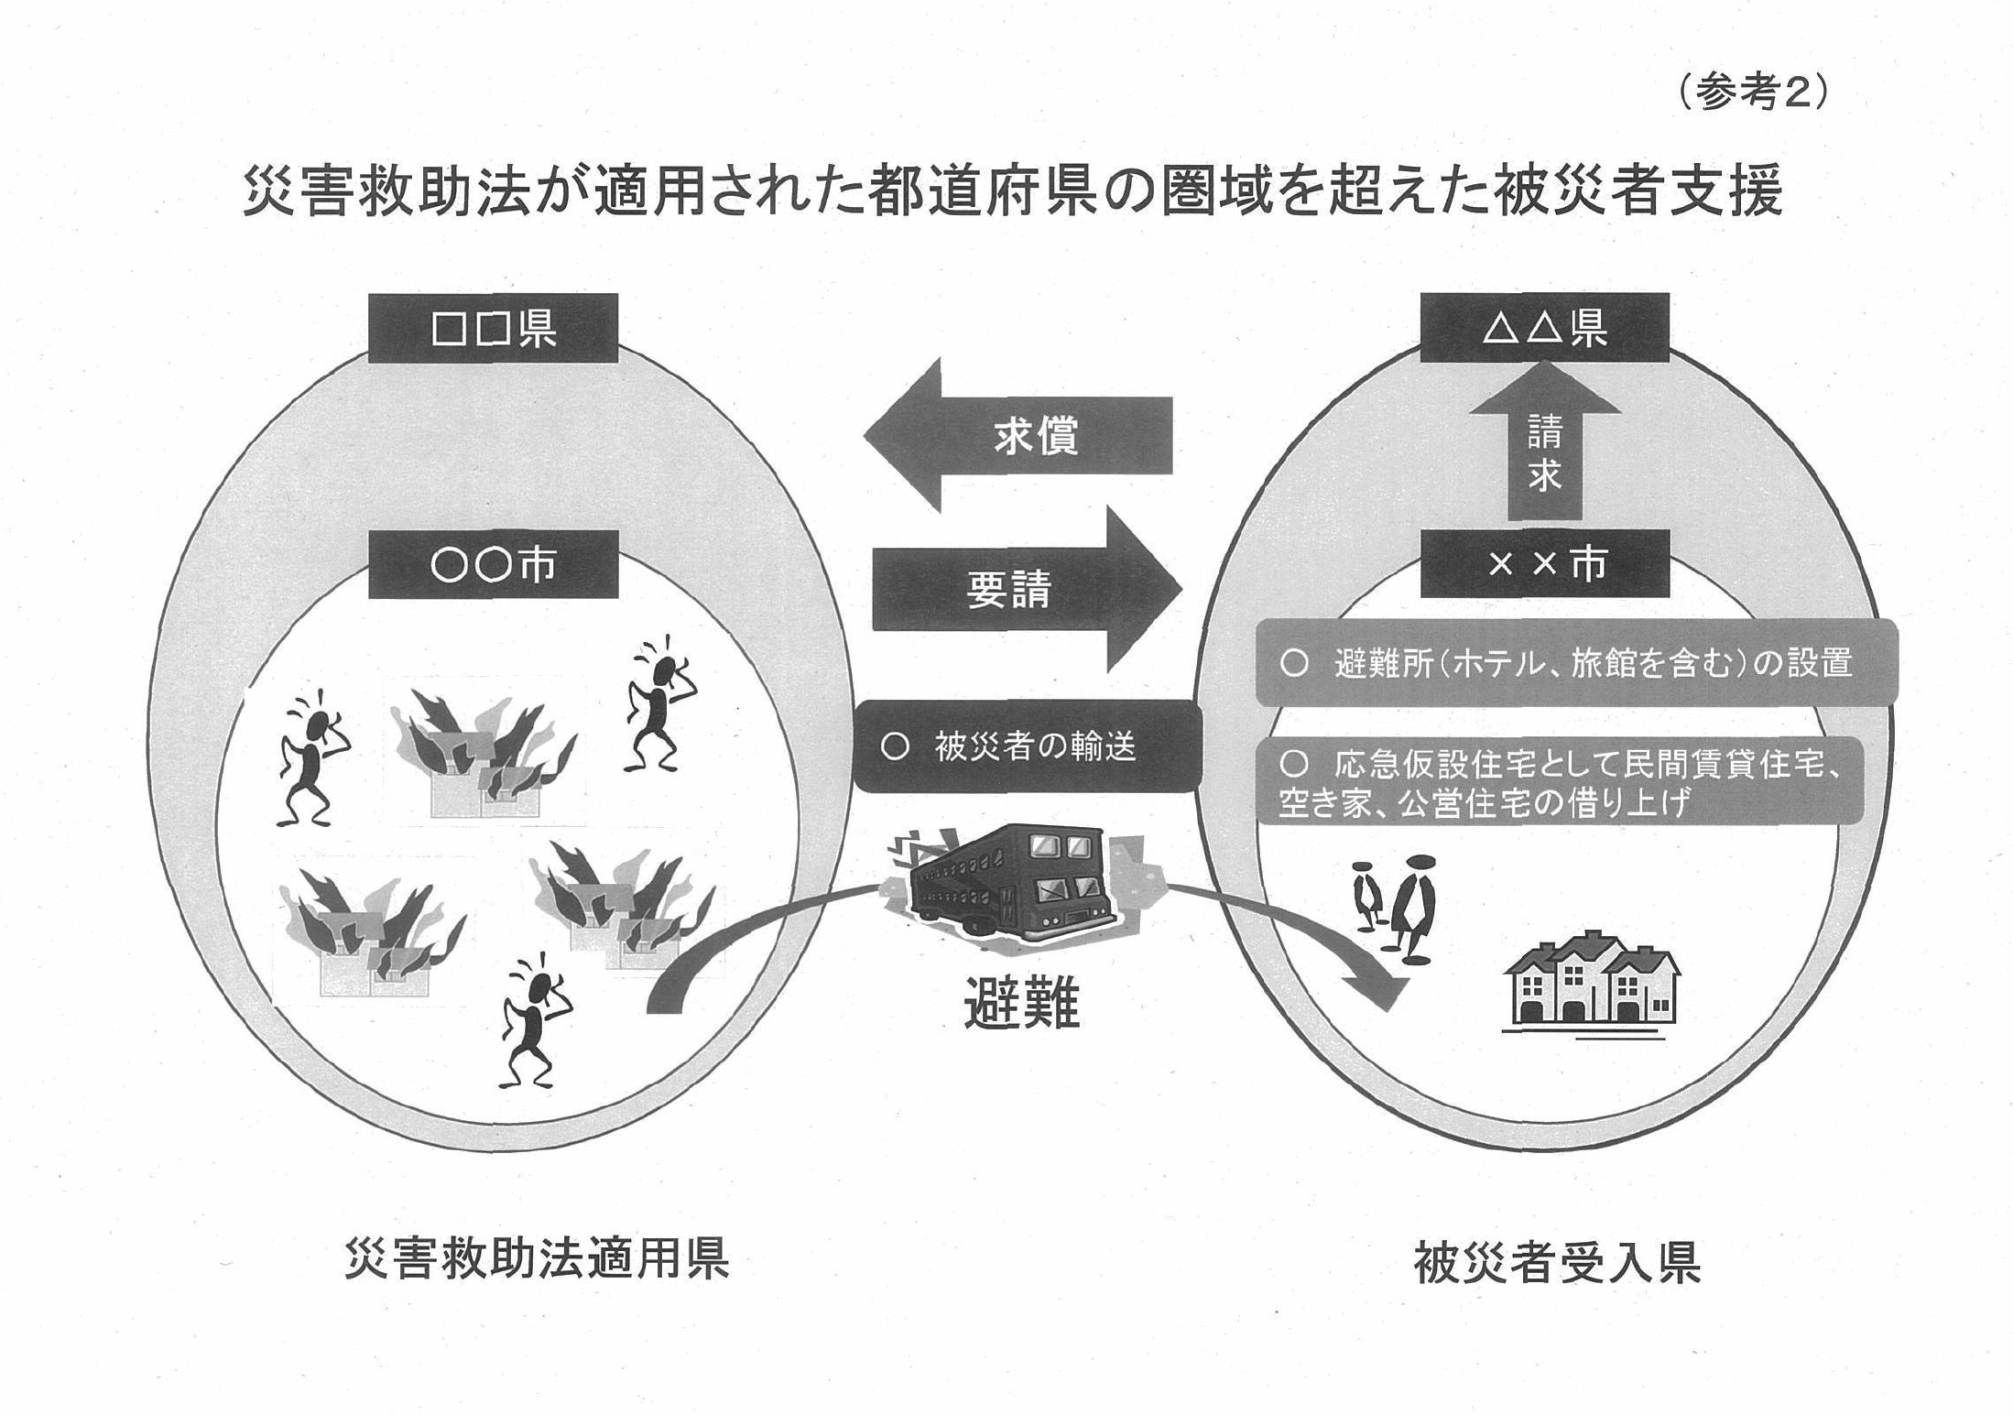 （参考2）
災害救助法が適用された都道府県の圏域を超えた被災者支援
□□県
△△県
求償
請求
〇〇市
要請
××市
〇 避難所（ホテル、旅館を含む）の設置
〇 被災者の輸送
〇 応急仮設住宅として民間賃貸住宅、
空き家、公営住宅の借り上げ
避難
災害救助法適用県
被災者受入県